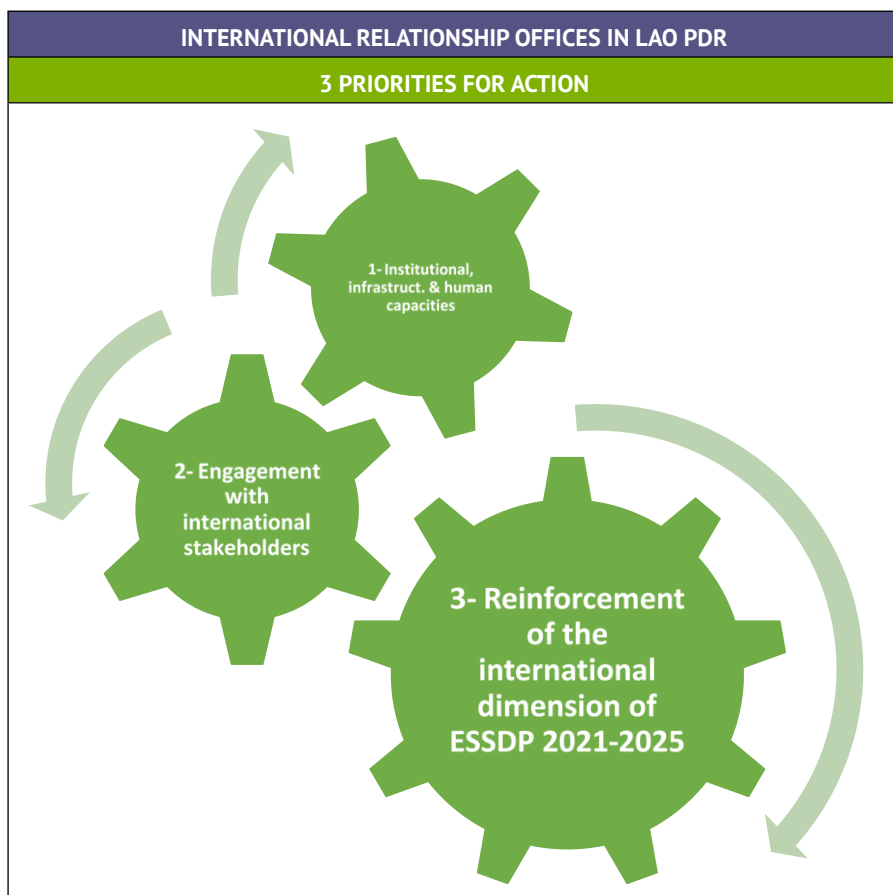 INTERNATIONAL RELATIONSHIP OFFICES IN LAO PDR
3 PRIORITIES FOR ACTION
1- Institutional,
infrastruct. & human
capacities
2- Engagement
with
international
stakeholders
3- Reinforcement
of the
international
dimension of
ESSDP 2021-2025